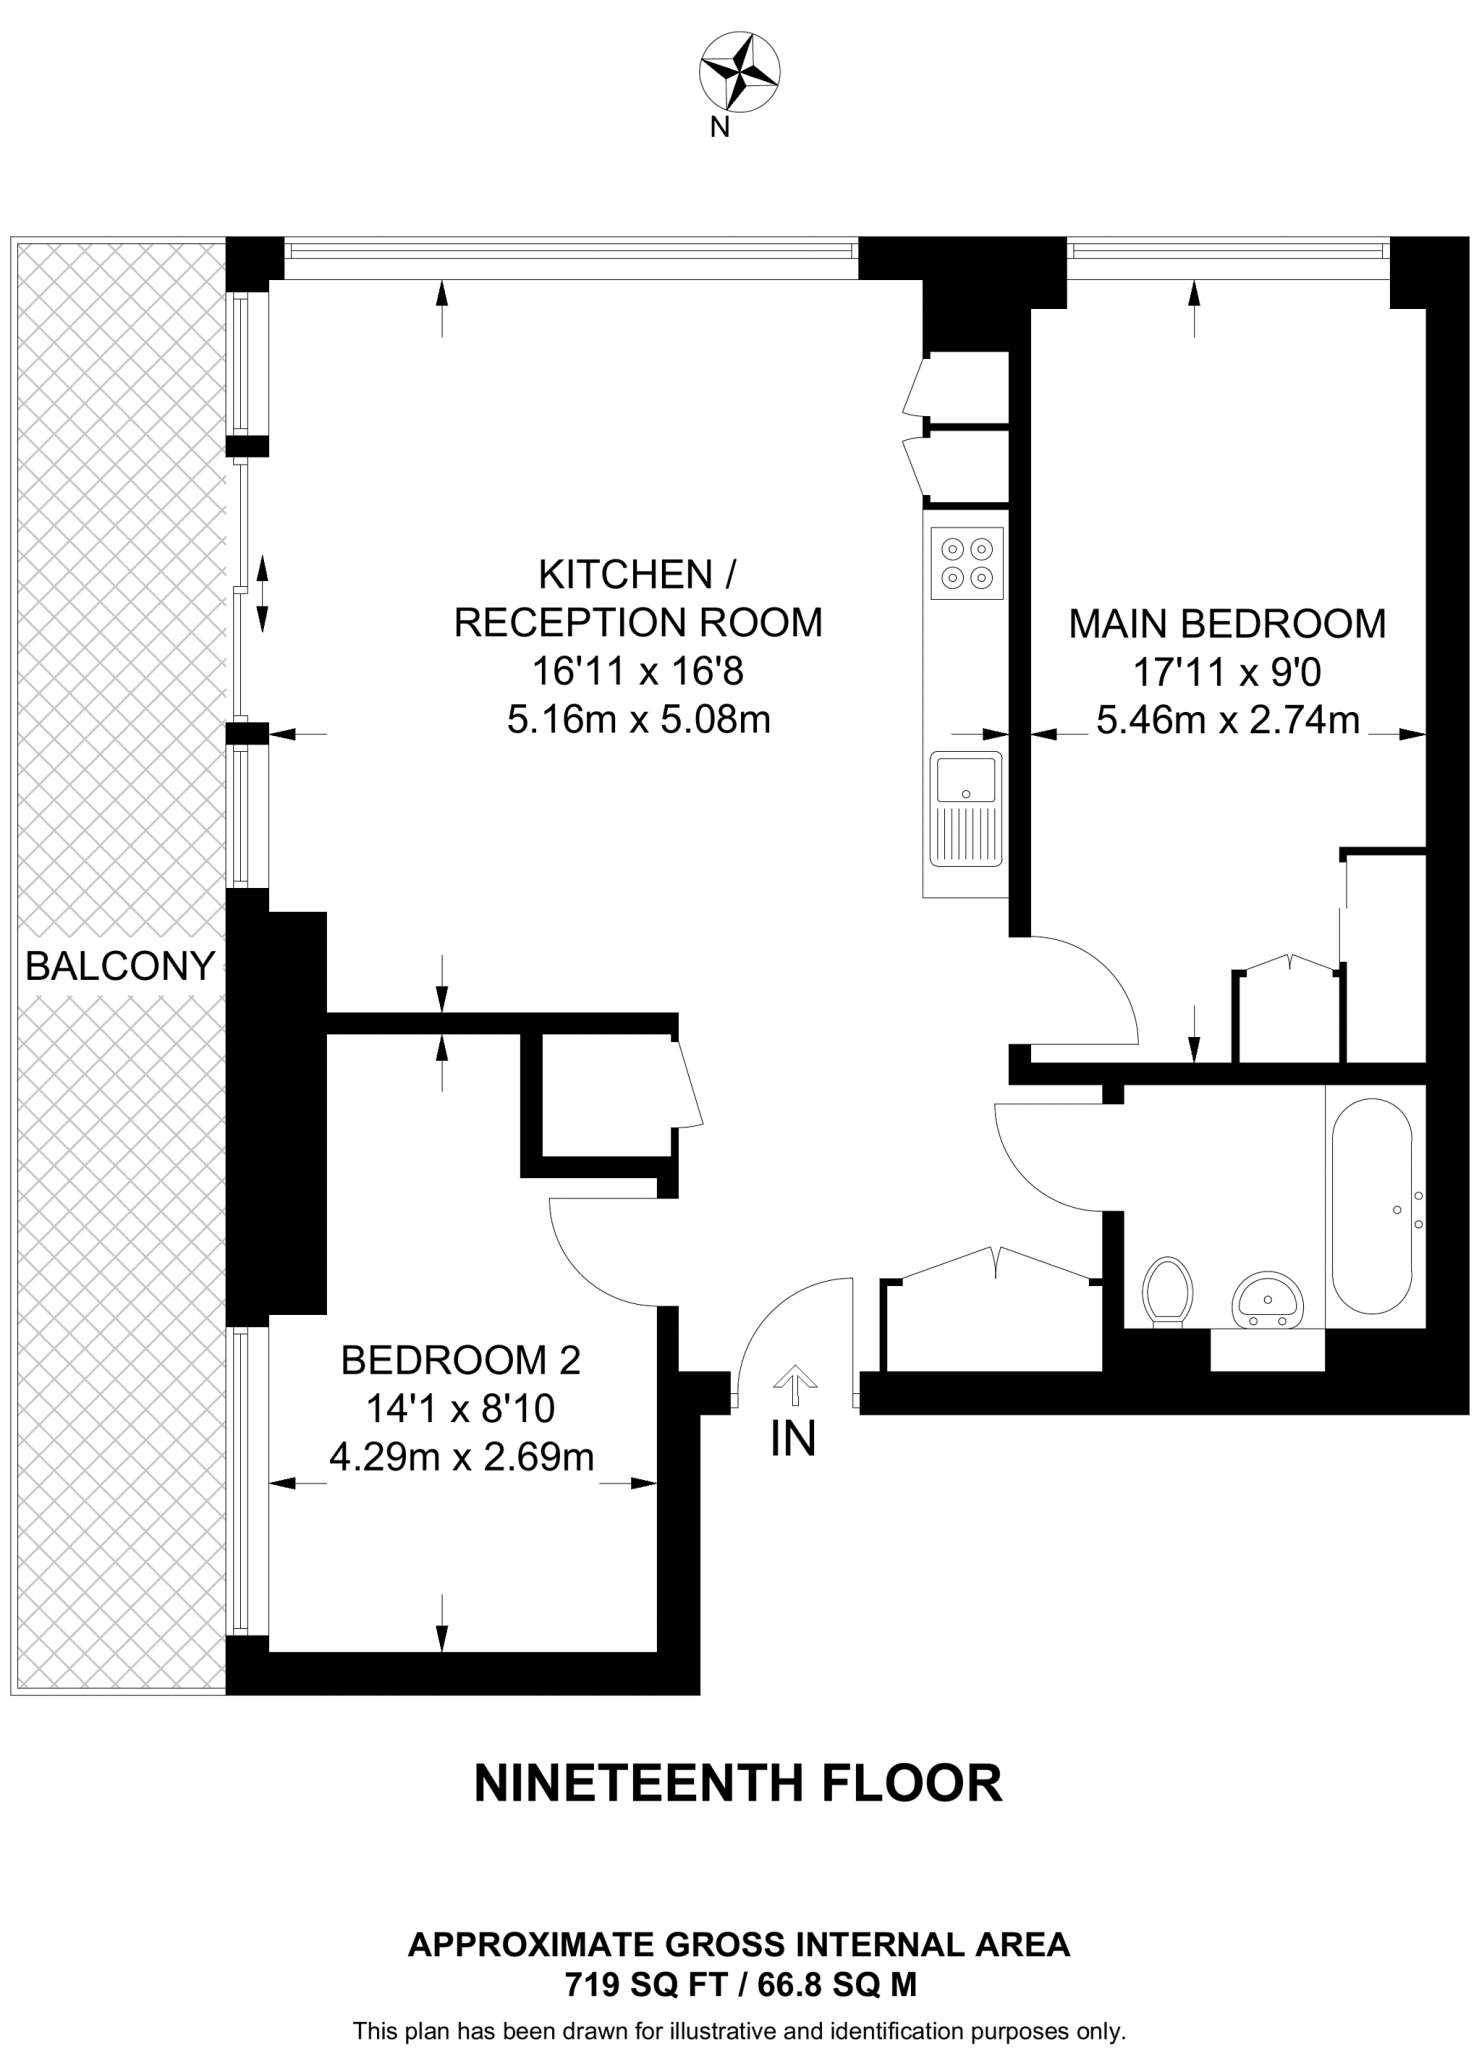 N
KITCHEN /
RECEPTION ROOM
16'11 x 16'8
5.16m x 5.08m
MAIN BEDROOM
17'11 x 9'0
5.46m x 2.74m
BALCONY
BEDROOM 2
14'1 x 8'10
4.29m x 2.69m
IN
NINETEENTH FLOOR
APPROXIMATE GROSS INTERNAL AREA
719 SQ FT / 66.8 SQ M
This plan has been drawn for illustrative and identification purposes only.